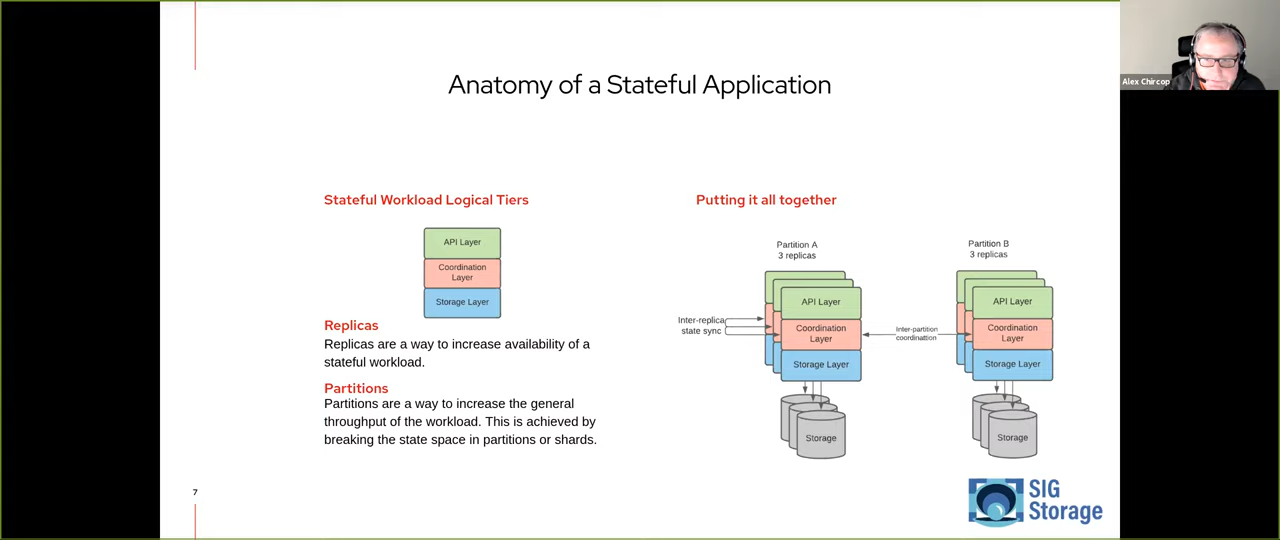 Anatomy of a Stateful Application
Alex Chircop
Stateful Workload Logical Tiers
API Layer
Coordination
Layer
Storage Layer
Replicas
Replicas are a way to increase availability of a
stateful workload.
Partitions
Partitions are a way to increase the general
throughput of the workload. This is achieved by
breaking the state space in partitions or shards.
Putting it all together
Partition A
3 replicas
Partition B
3 replicas
API Layer
API Layer
Inter-replica
state sync
Coordination
Layer
Inter-partition
coordinattion
Coordination
Layer
Storage Layer
Storage Layer
Storage
Storage
7
SIG
Storage